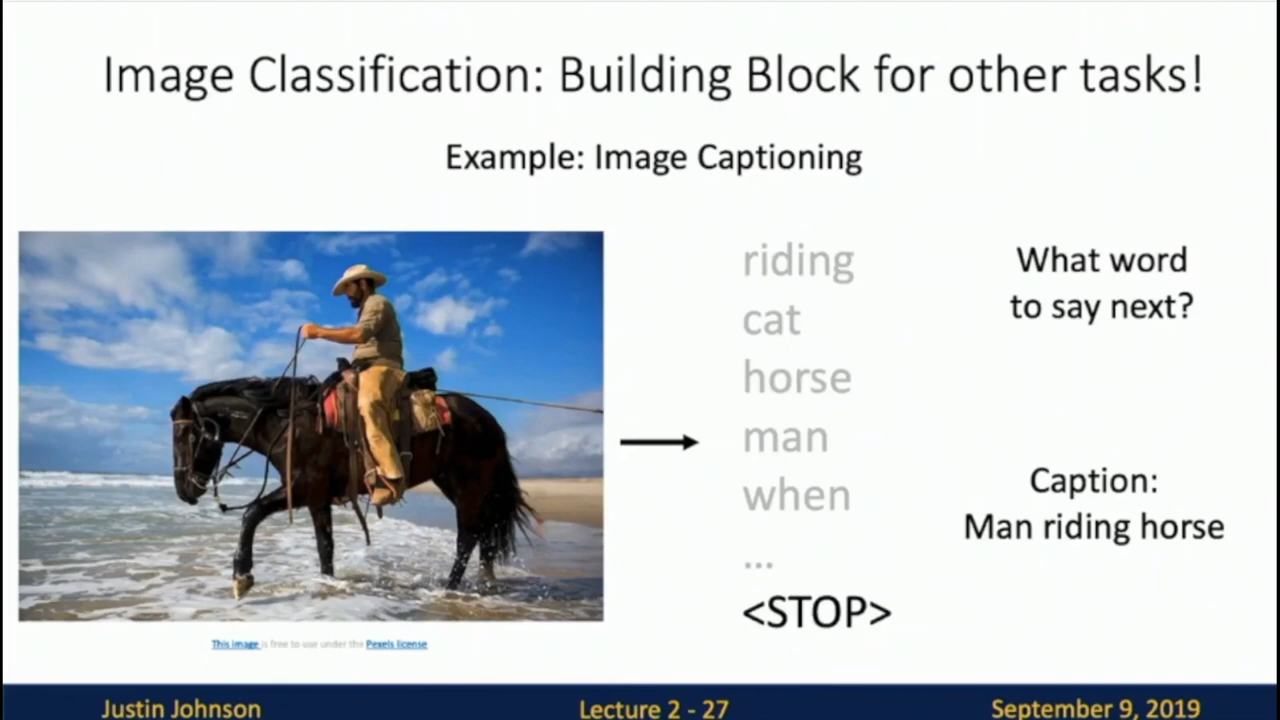 Image Classification: Building Block for other tasks!
Example: Image Captioning
riding
cat
horse
man
when
...
<STOP>
What word
to say next?
Caption:
Man riding horse
This image is free to use under the Pexels license
Justin Johnson
Lecture 2 - 27
September 9, 2019